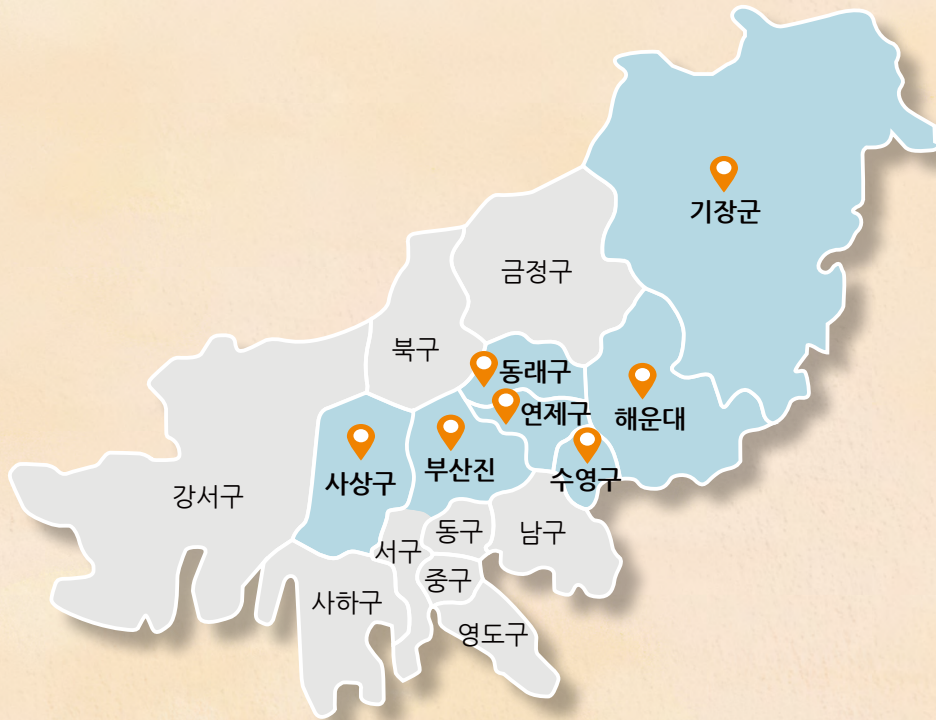 기장군
금정구
북구
동래구
연제구
해운대
부산진
수영구
사상구
강서구
동구
남구
서구
중구
사하구
영도구